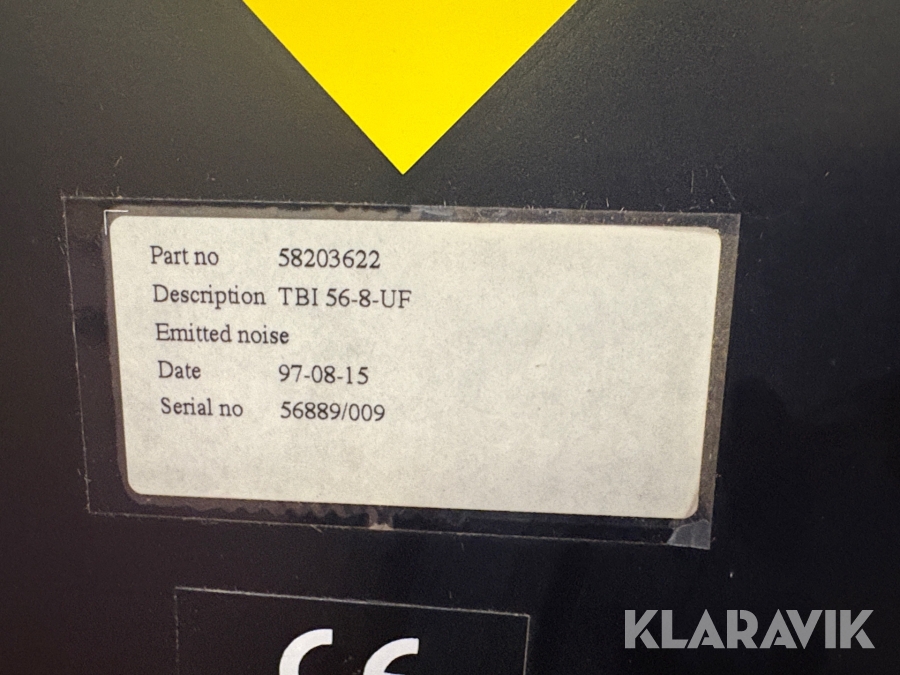 Part no 58203622
Description TBI 56-8-UF
Emitted noise
Date 97-08-15
Serial no 56889/009
CE
KLARAVIK